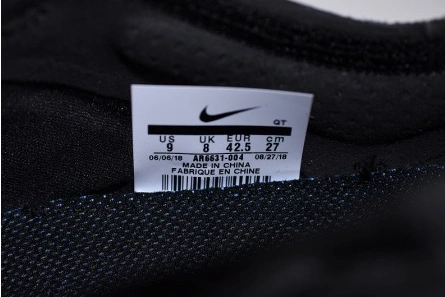 QT
US UK EUR cm
9 8 42.5 27
06/06/18 AR6631-004 08/27/18
MADE IN CHINA
FABRIQUE EN CHINE